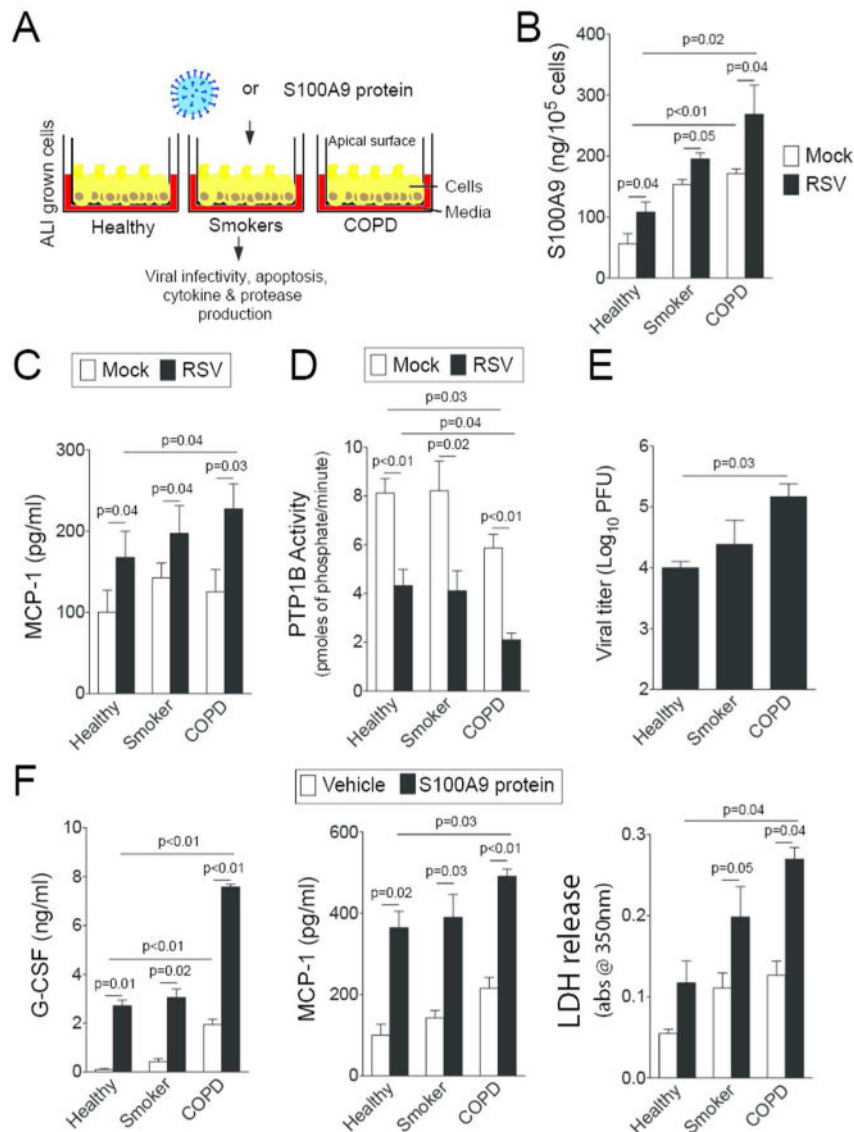 A
or S100A9 protein
ALI grown cells
Apical surface
Cells
Media
Healthy Smokers COPD
Viral infectivity, apoptosis,
cytokine & protease
production
B
S100A9 (ng/10⁵ cells)
400
300
200
100
0
p=0.02
p=0.04
p<0.01
p=0.05
p=0.04
Healthy Smoker COPD
Mock
RSV
C
Mock RSV
MCP-1 (pg/ml)
300
200
100
0
p=0.04
p=0.03
p=0.04
p=0.04
Healthy Smoker COPD
D
Mock RSV
PTP1B Activity
(pmoles of phosphate/minute)
10
8
6
4
2
0
p=0.03
p=0.04
p<0.01
p=0.02
p<0.01
Healthy Smoker COPD
E
Viral titer (Log₁₀ PFU)
6
5
4
3
2
p=0.03
Healthy Smoker COPD
F
Vehicle S100A9 protein
G-CSF (ng/ml)
10
8
6
4
2
0
p<0.01
p<0.01
p<0.01
p=0.01
p=0.02
Healthy Smoker COPD
MCP-1 (pg/ml)
600
400
200
0
p=0.03
p<0.01
p=0.02
p=0.03
Healthy Smoker COPD
LDH release
(abs @ 350nm)
0.3
0.2
0.1
0.0
p=0.04
p=0.04
p=0.05
Healthy Smoker COPD